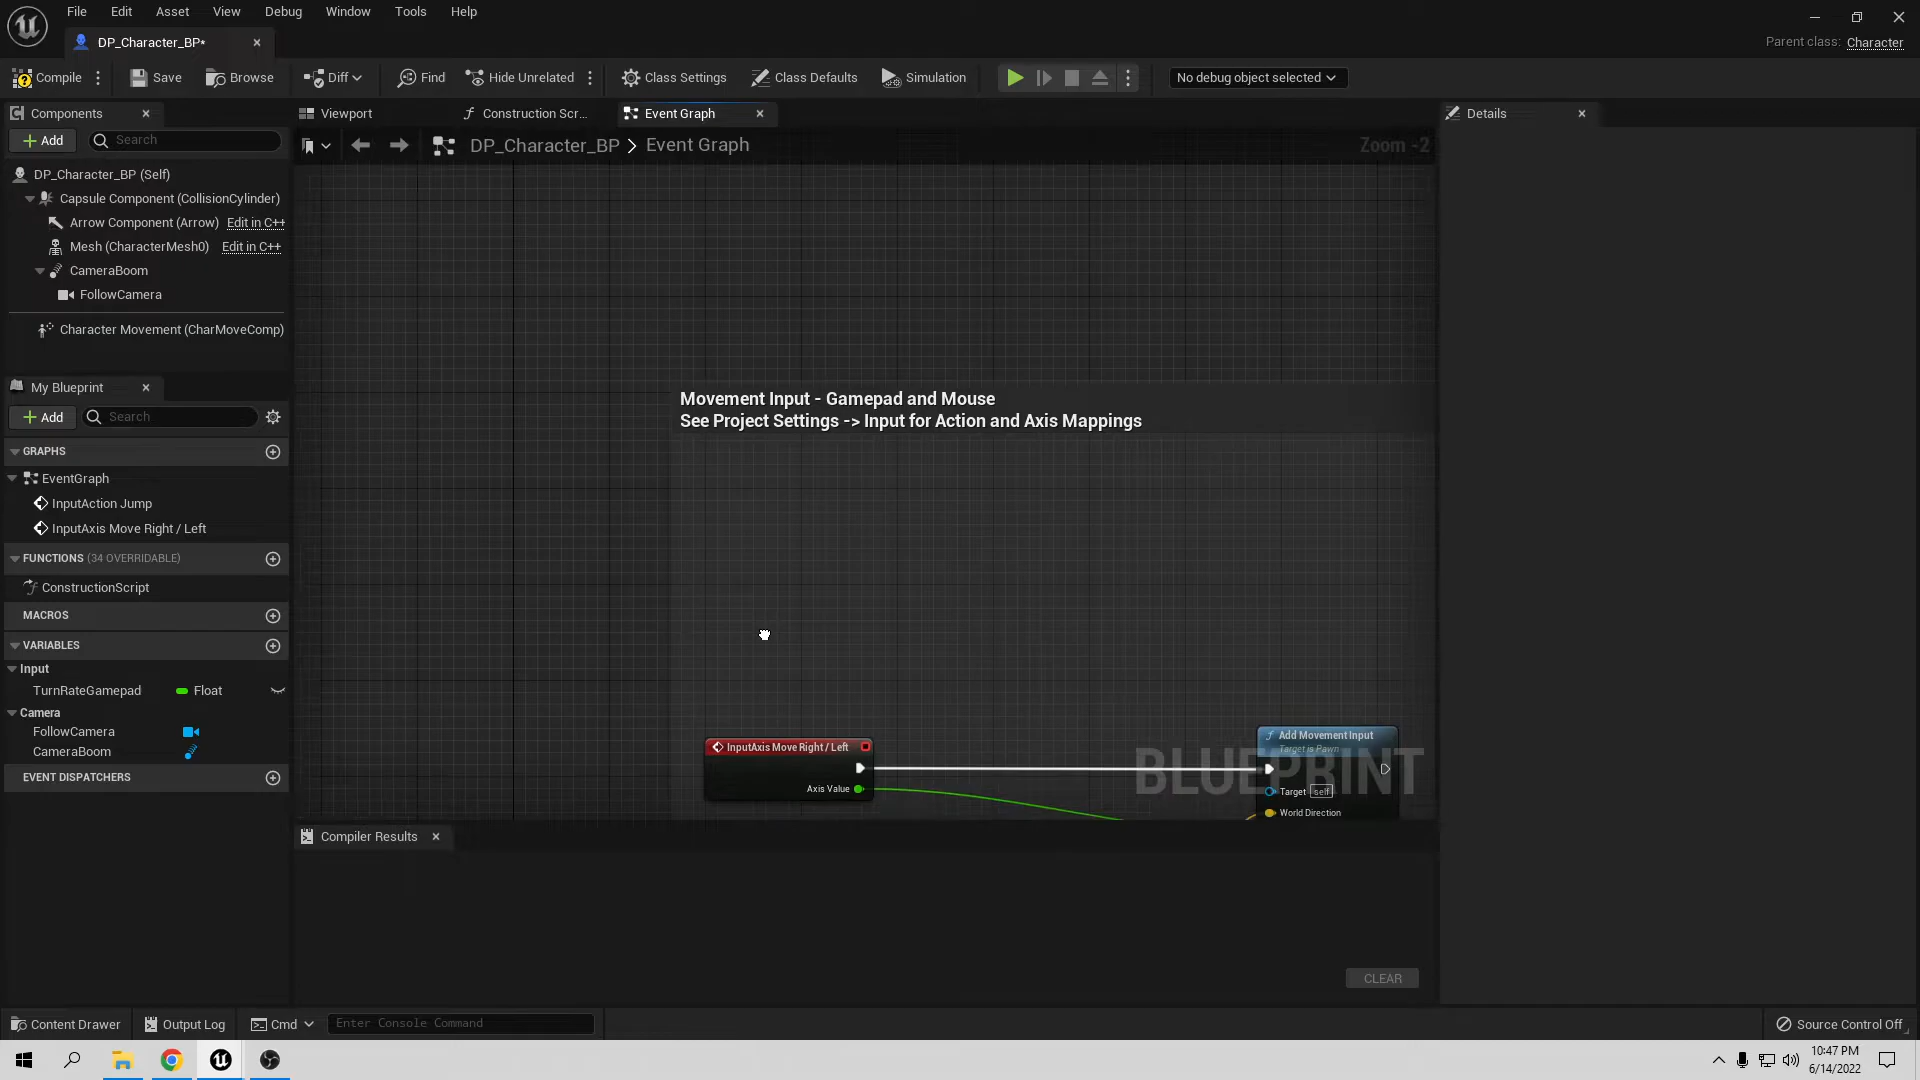 File Edit Asset View Debug Window Tools Help
DP_Character_BP*
Parent class: Character
Compile Save Browse Diff Find Hide Unrelated Class Settings Class Defaults Simulation No debug object selected
Components
Viewport Construction Scr... Event Graph
Details
Add Search
DP_Character_BP > Event Graph
Zoom -2
DP_Character_BP (Self)
Capsule Component (CollisionCylinder)
Arrow Component (Arrow) Edit in C++
Mesh (CharacterMesh0) Edit in C++
CameraBoom
FollowCamera
Character Movement (CharMoveComp)
My Blueprint
Add Search
GRAPHS
EventGraph
InputAction Jump
InputAxis Move Right / Left
FUNCTIONS (34 OVERRIDABLE)
ConstructionScript
MACROS
VARIABLES
Input
TurnRateGamepad Float
Camera
FollowCamera
CameraBoom
EVENT DISPATCHERS
Movement Input - Gamepad and Mouse
See Project Settings -> Input for Action and Axis Mappings
InputAxis Move Right / Left
Axis Value
Add Movement Input
Target is Pawn
Target self
World Direction
BLUEPRINT
Compiler Results
CLEAR
Content Drawer Output Log Cmd Enter Console Command Source Control Off
10:47 PM
6/14/2022